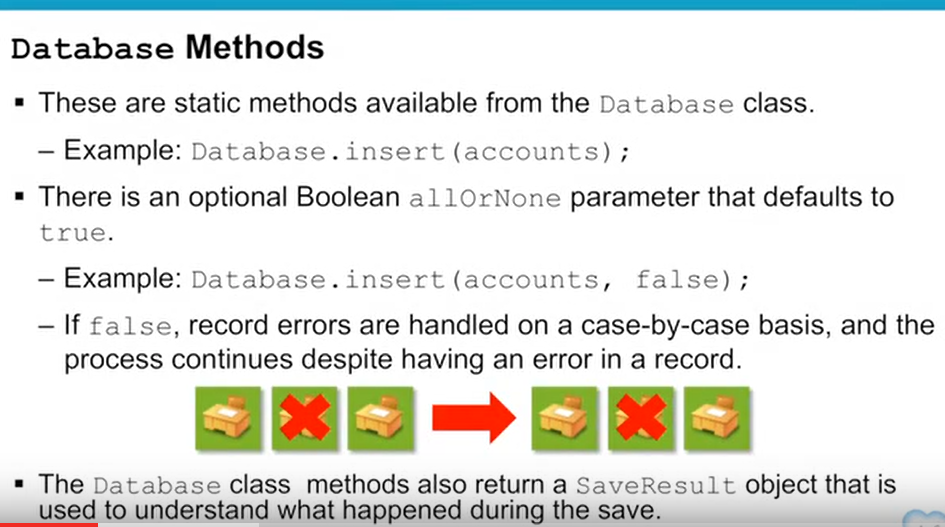 Database Methods
▪ These are static methods available from the Database class.
– Example: Database.insert(accounts);
▪ There is an optional Boolean allOrNone parameter that defaults to
true.
– Example: Database.insert(accounts, false);
– If false, record errors are handled on a case-by-case basis, and the
process continues despite having an error in a record.
▪ The Database class methods also return a SaveResult object that is
used to understand what happened during the save.